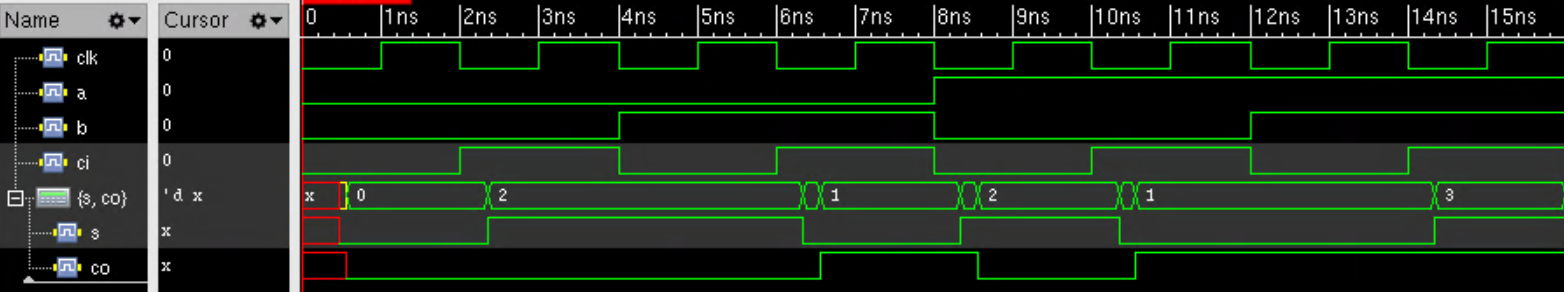 Name Cursor 0 1ns 2ns 3ns 4ns 5ns 6ns 7ns 8ns 9ns 10ns 11ns 12ns 13ns 14ns 15ns
clk 0
a 0
b 0
ci 0
{s, co} 'd x x 0 2 1 2 1 3
s x
co x